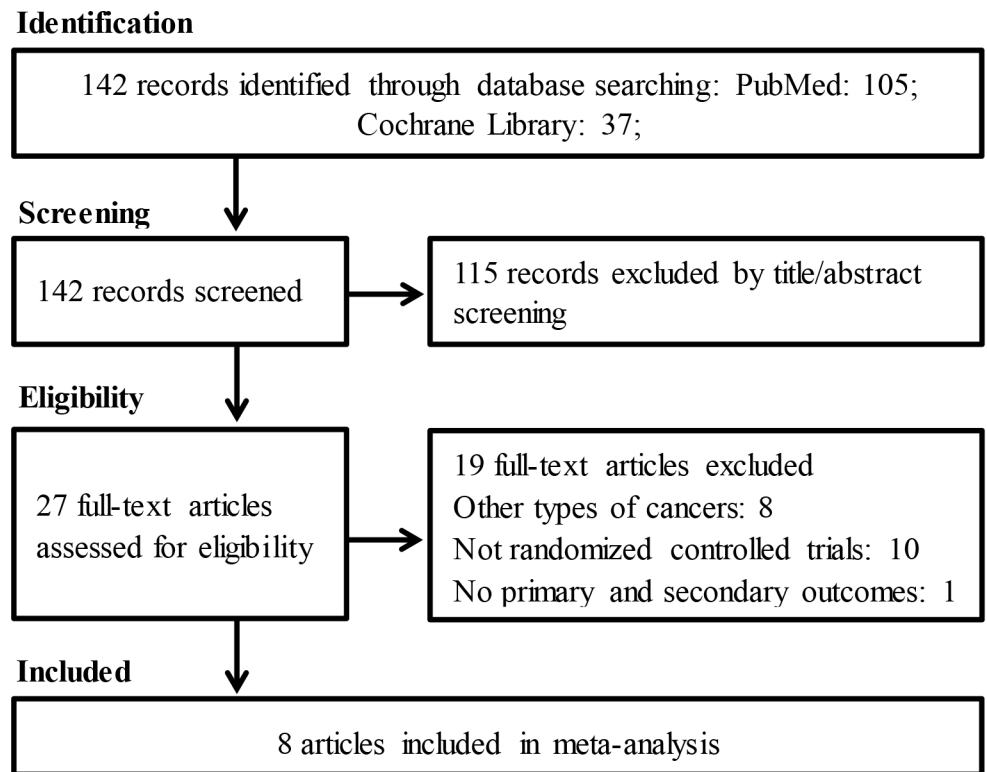 Identification
142 records identified through database searching: PubMed: 105;
Cochrane Library: 37;
Screening
142 records screened
115 records excluded by title/abstract
screening
Eligibility
27 full-text articles
assessed for eligibility
19 full-text articles excluded
Other types of cancers: 8
Not randomized controlled trials: 10
No primary and secondary outcomes: 1
Included
8 articles included in meta-analysis